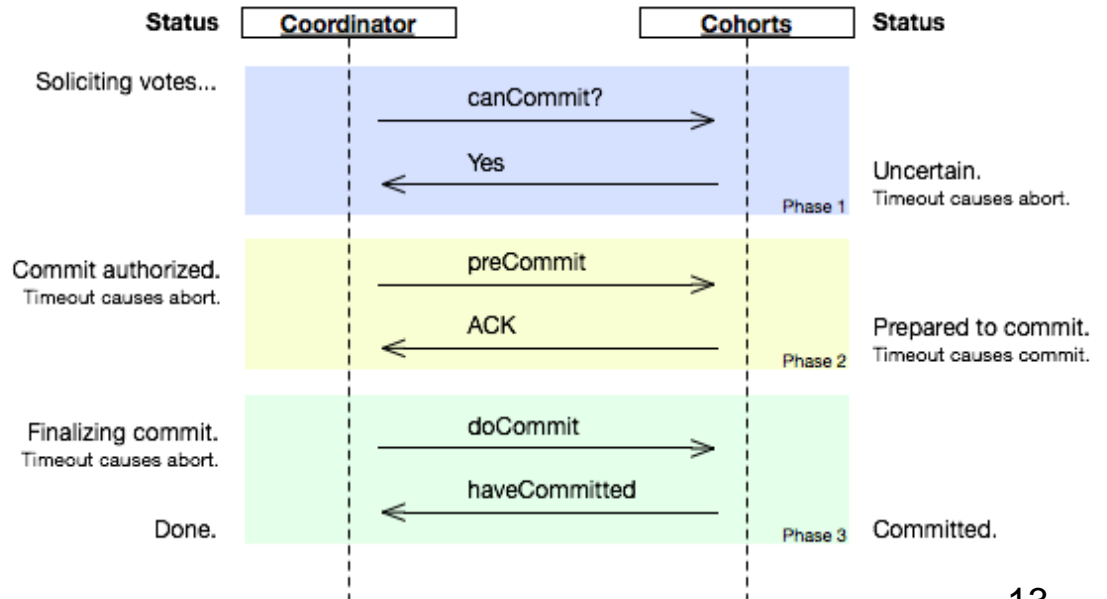 Status
Coordinator
Cohorts
Status
Soliciting votes...
canCommit?
Yes
Uncertain.
Timeout causes abort.
Phase 1
Commit authorized.
Timeout causes abort.
preCommit
ACK
Prepared to commit.
Timeout causes commit.
Phase 2
Finalizing commit.
Timeout causes abort.
doCommit
haveCommitted
Done.
Phase 3
Committed.